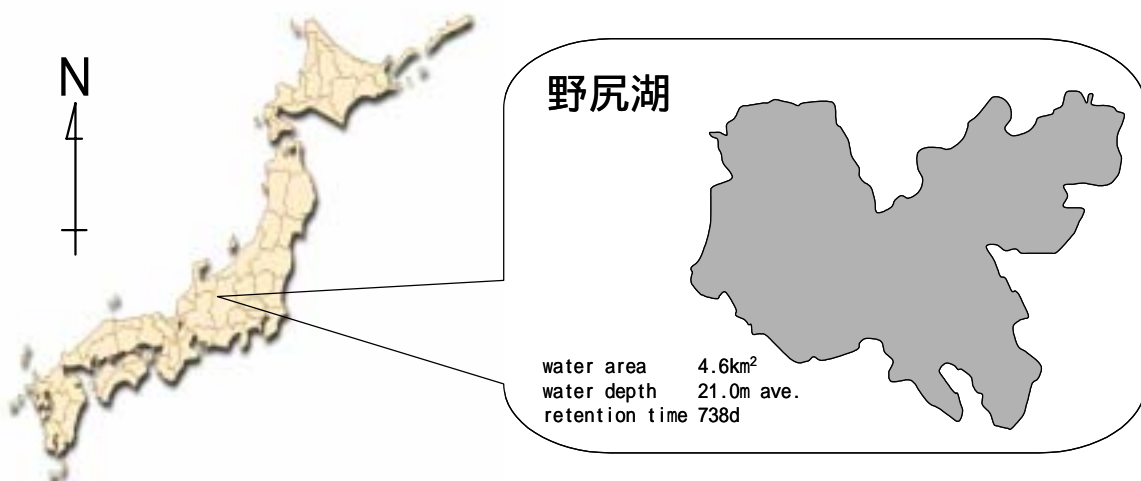 N
野尻湖
water area 4.6km²
water depth 21.0m ave.
retention time 738d